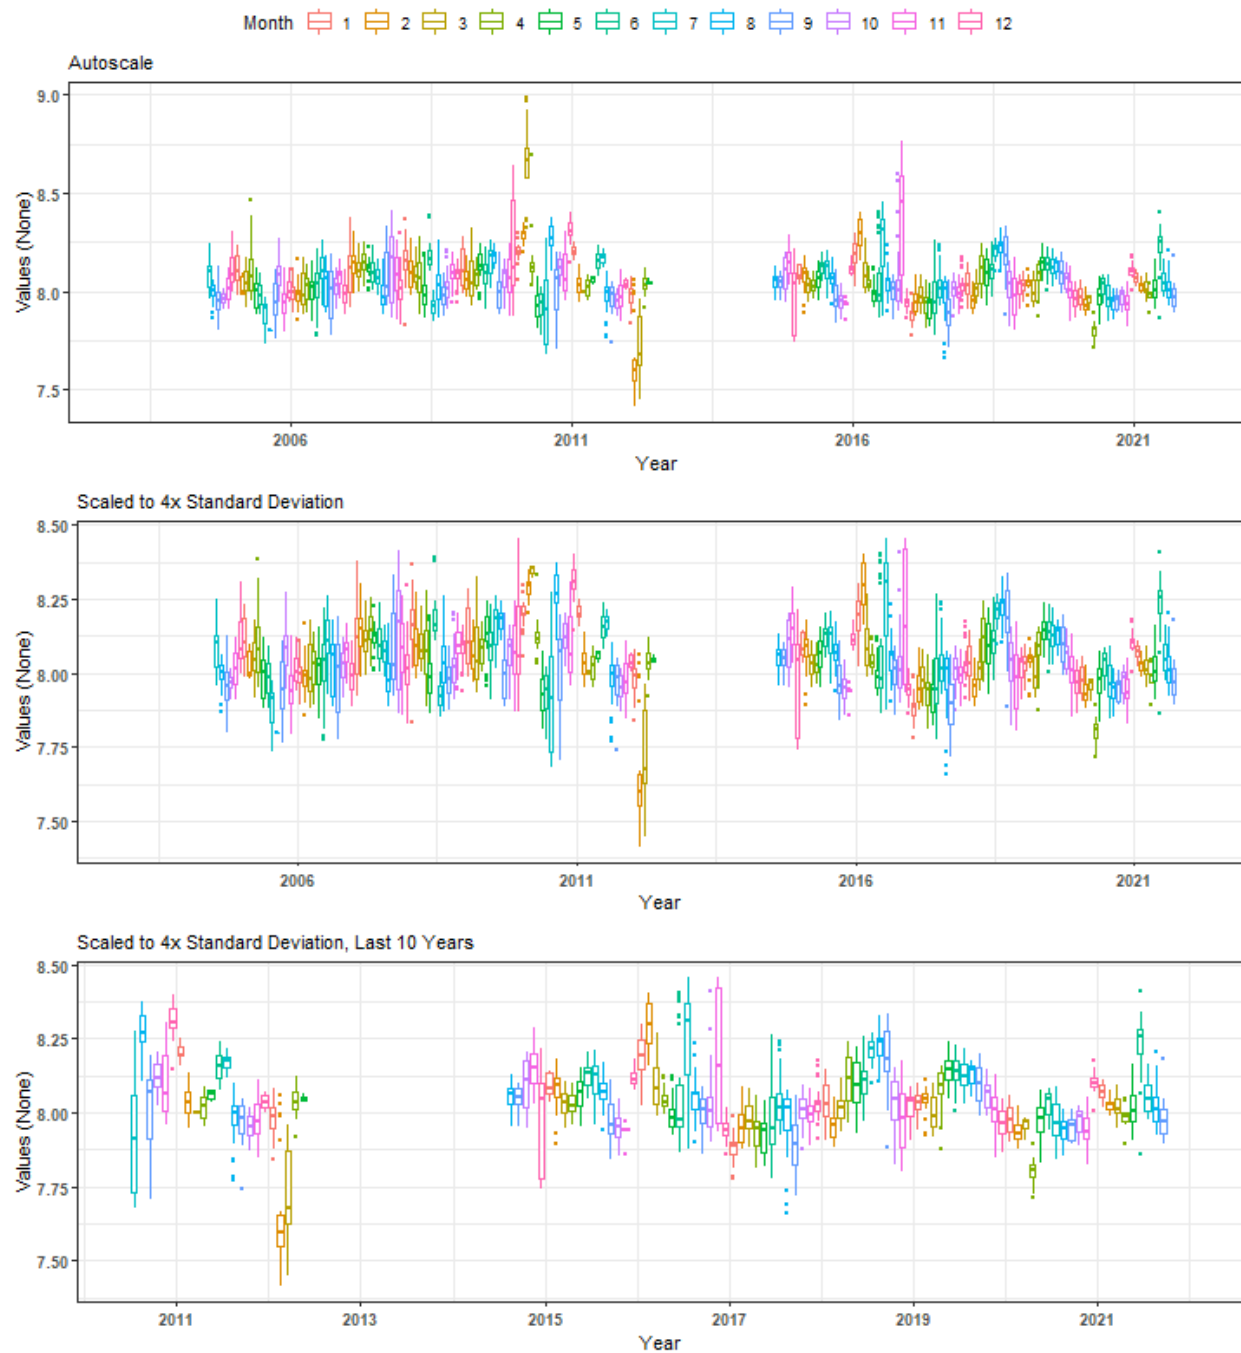 Month 1 2 3 4 5 6 7 8 9 10 11 12
Autoscale
9.0
8.5
8.0
7.5
Values (None)
2006 2011 2016 2021
Year
Scaled to 4x Standard Deviation
8.50
8.25
8.00
7.75
7.50
Values (None)
2006 2011 2016 2021
Year
Scaled to 4x Standard Deviation, Last 10 Years
8.50
8.25
8.00
7.75
7.50
Values (None)
2011 2013 2015 2017 2019 2021
Year